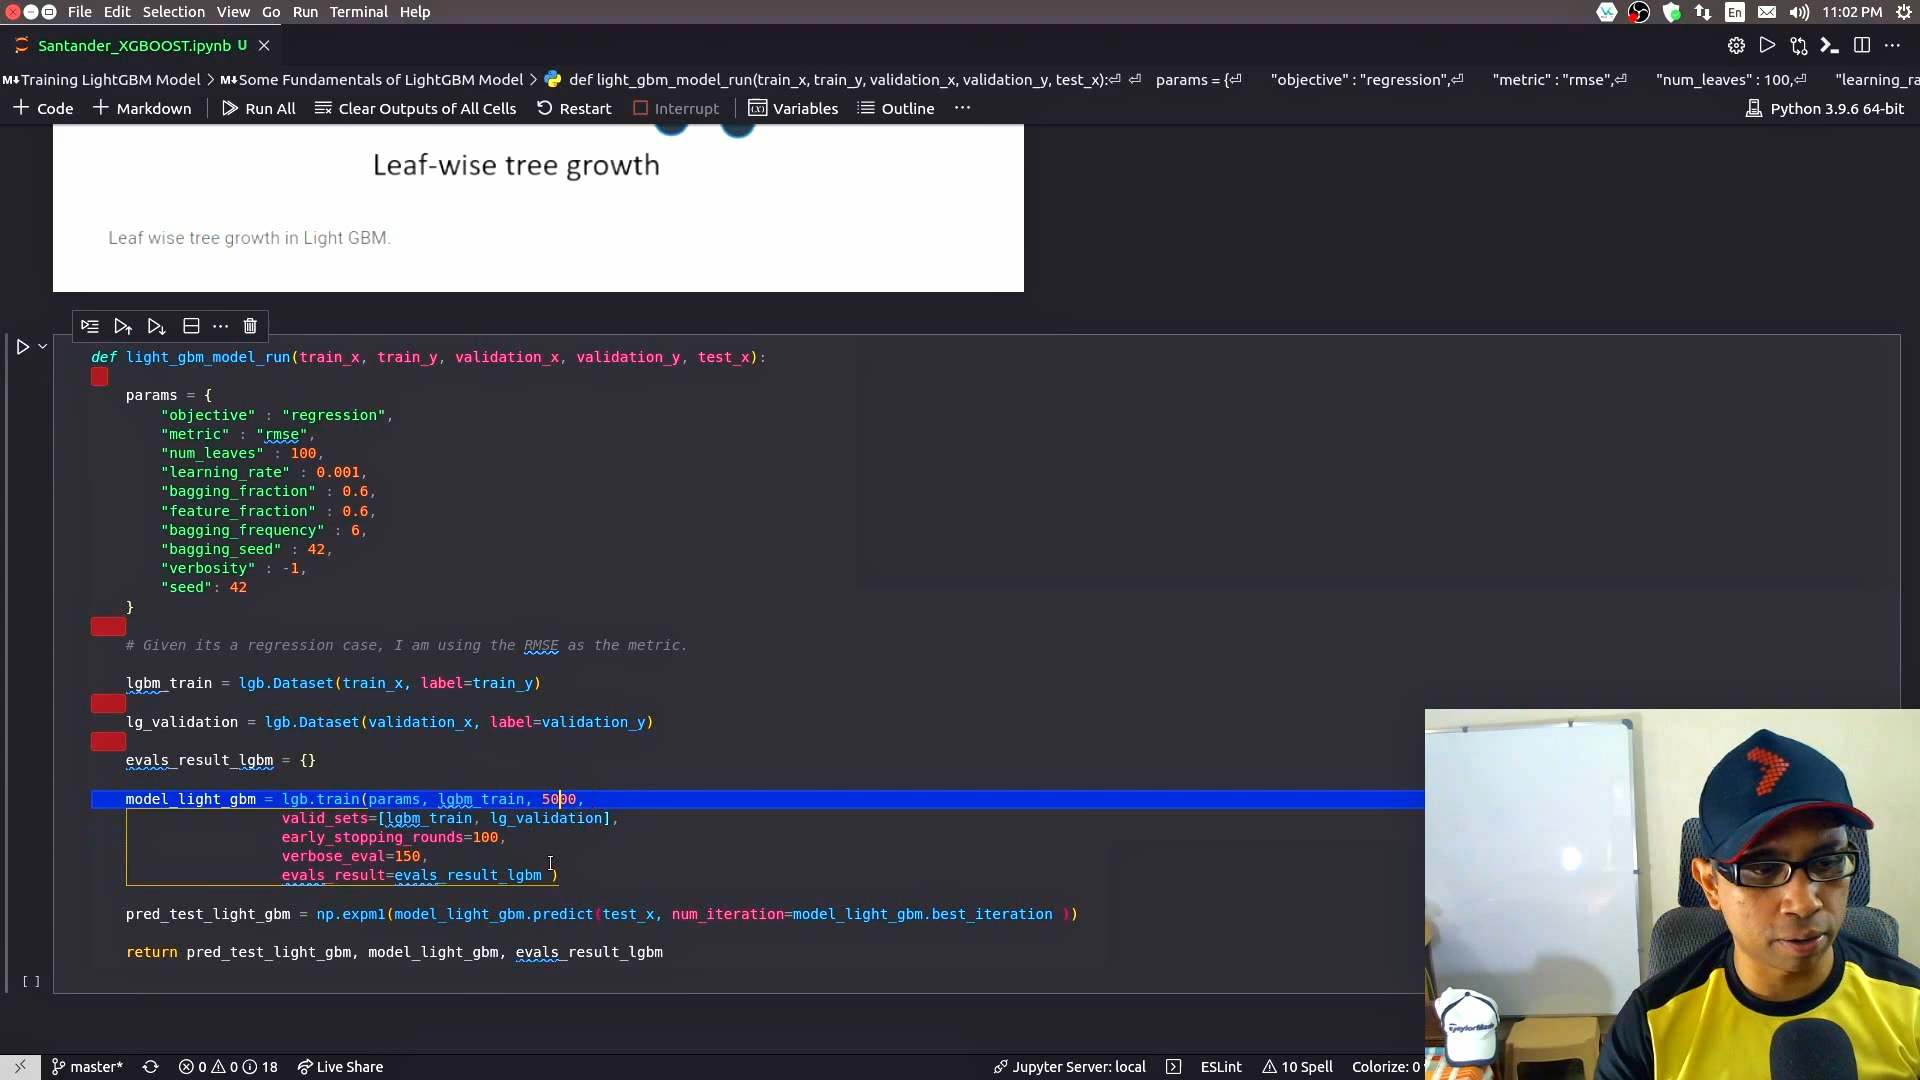 File Edit Selection View Go Run Terminal Help
En 11:02 PM
Santander_XGBOOST.ipynb U
Training LightGBM Model > Some Fundamentals of LightGBM Model > def light_gbm_model_run(train_x, train_y, validation_x, validation_y, test_x):⏎ ⏎ params = {⏎ "objective" : "regression",⏎ "metric" : "rmse",⏎ "num_leaves" : 100,⏎ "learning_ra
+ Code + Markdown Run All Clear Outputs of All Cells Restart Interrupt Variables Outline ... Python 3.9.6 64-bit
Leaf-wise tree growth
Leaf wise tree growth in Light GBM.
def light_gbm_model_run(train_x, train_y, validation_x, validation_y, test_x):
params = {
"objective" : "regression",
"metric" : "rmse",
"num_leaves" : 100,
"learning_rate" : 0.001,
"bagging_fraction" : 0.6,
"feature_fraction" : 0.6,
"bagging_frequency" : 6,
"bagging_seed" : 42,
"verbosity" : -1,
"seed": 42
}
# Given its a regression case, I am using the RMSE as the metric.
lgbm_train = lgb.Dataset(train_x, label=train_y)
lg_validation = lgb.Dataset(validation_x, label=validation_y)
evals_result_lgbm = {}
model_light_gbm = lgb.train(params, lgbm_train, 5000,
valid_sets=[lgbm_train, lg_validation],
early_stopping_rounds=100,
verbose_eval=150,
evals_result=evals_result_lgbm )
pred_test_light_gbm = np.expm1(model_light_gbm.predict(test_x, num_iteration=model_light_gbm.best_iteration ))
return pred_test_light_gbm, model_light_gbm, evals_result_lgbm
[ ]
TaylorMade
master* 0 0 18 Live Share Jupyter Server: local ESLint 10 Spell Colorize: 0